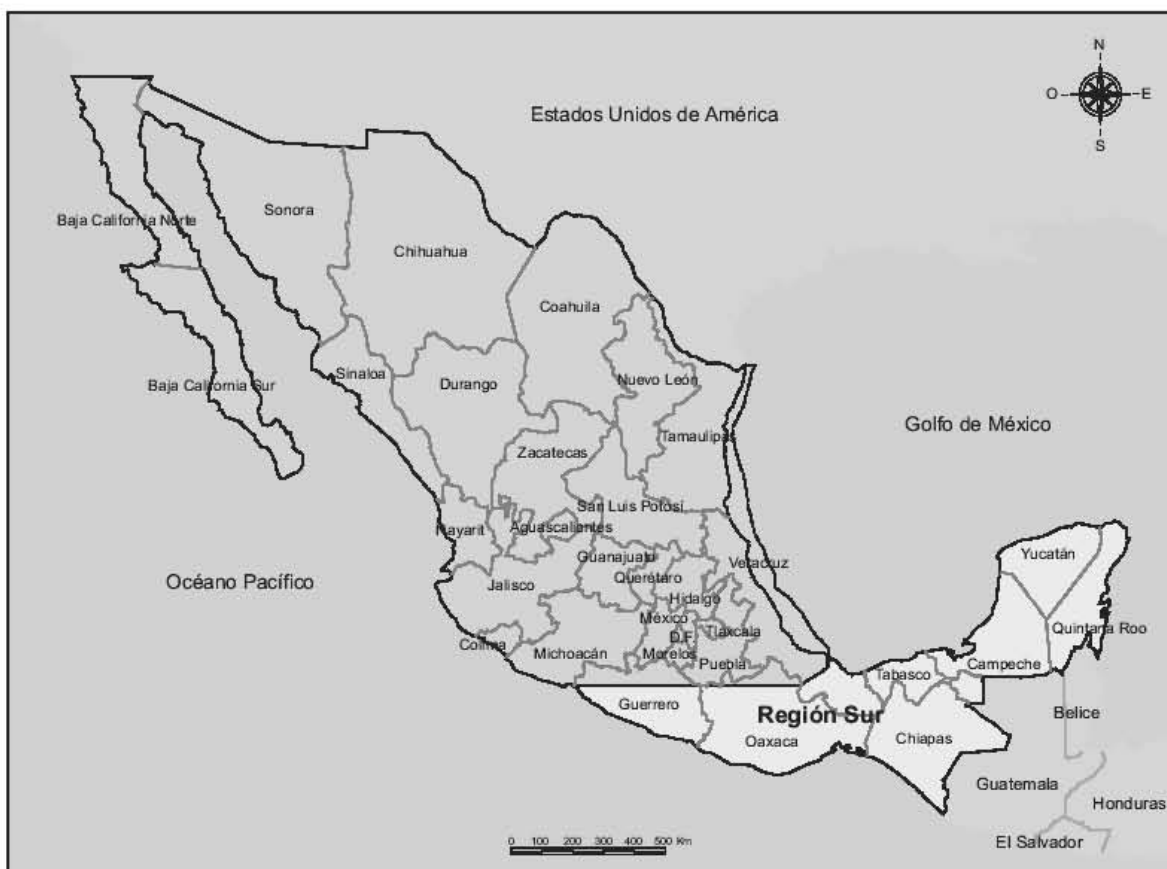 N
O E
S
Estados Unidos de América
Baja California Norte
Sonora
Chihuahua
Coahuila
Sinaloa
Baja California Sur
Durango
Nuevo León
Golfo de México
Tamaulipas
Zacatecas
San Luis Potosí
Nayarit
Aguascalientes
Guanajuato
Veracruz
Yucatán
Océano Pacífico
Jalisco
Querétaro
Hidalgo
México
D.F.
Tlaxcala
Quintana Roo
Colima
Michoacán
Morelos
Puebla
Campeche
Tabasco
Guerrero
Región Sur
Belice
Oaxaca
Chiapas
Guatemala
Honduras
El Salvador
0 100 200 300 400 500 Km